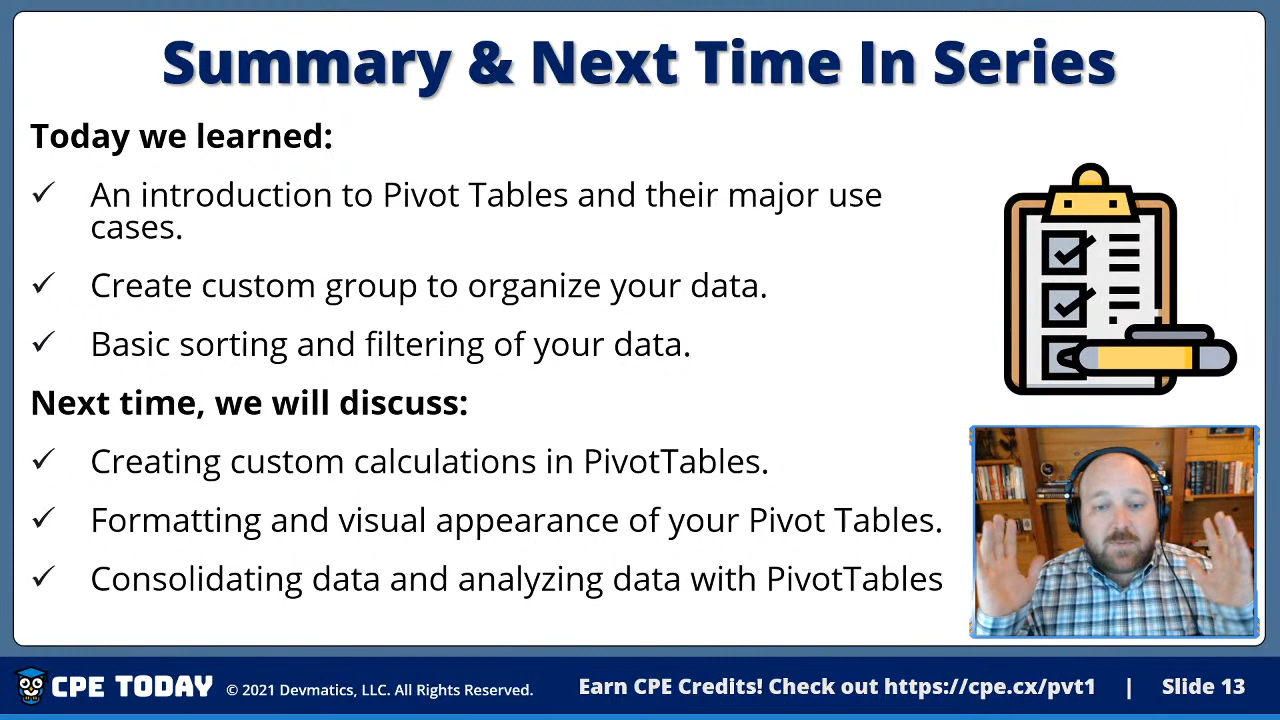 Summary & Next Time In Series
Today we learned:
✓ An introduction to Pivot Tables and their major use
cases.
✓ Create custom group to organize your data.
✓ Basic sorting and filtering of your data.
Next time, we will discuss:
✓ Creating custom calculations in PivotTables.
✓ Formatting and visual appearance of your Pivot Tables.
✓ Consolidating data and analyzing data with PivotTables
CPE TODAY © 2021 Devmatics, LLC. All Rights Reserved. Earn CPE Credits! Check out https://cpe.cx/pvt1 | Slide 13